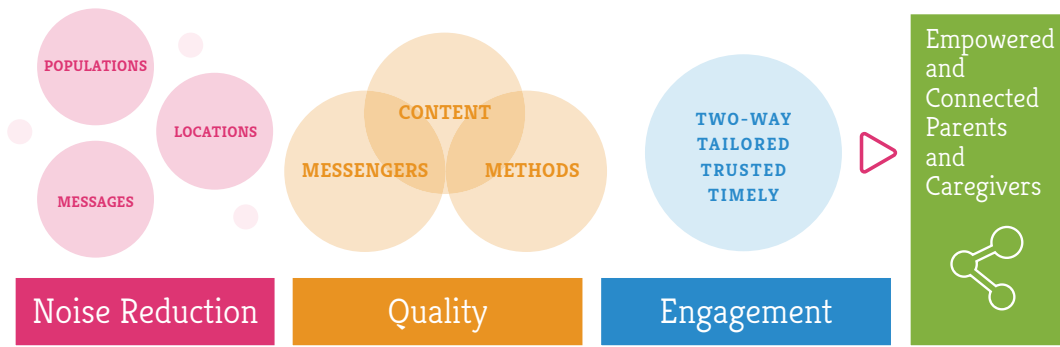 POPULATIONS
LOCATIONS
MESSAGES
Noise Reduction
CONTENT
MESSENGERS
METHODS
Quality
TWO-WAY
TAILORED
TRUSTED
TIMELY
Engagement
Empowered
and
Connected
Parents
and
Caregivers